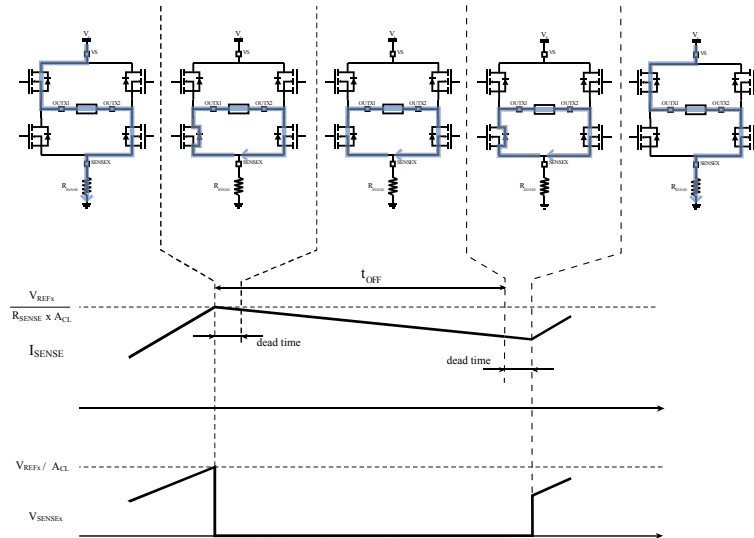 V V V V V
VS VS VS VS VS
OUTX1 OUTX2 OUTX1 OUTX2 OUTX1 OUTX2 OUTX1 OUTX2 OUTX1 OUTX2
SENSEX SENSEX SENSEX SENSEX SENSEX
RSENSE RSENSE RSENSE RSENSE RSENSE
tOFF
VREFx
RSENSE x ACL
ISENSE
dead time
dead time
VREFx / ACL
VSENSEx